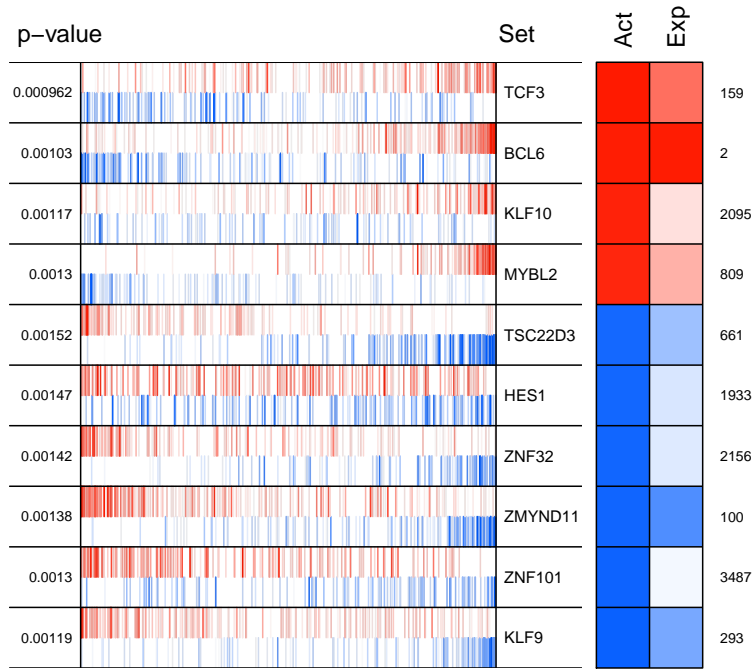 p−value Set Act Exp
0.000962 TCF3 159
0.00103 BCL6 2
0.00117 KLF10 2095
0.0013 MYBL2 809
0.00152 TSC22D3 661
0.00147 HES1 1933
0.00142 ZNF32 2156
0.00138 ZMYND11 100
0.0013 ZNF101 3487
0.00119 KLF9 293